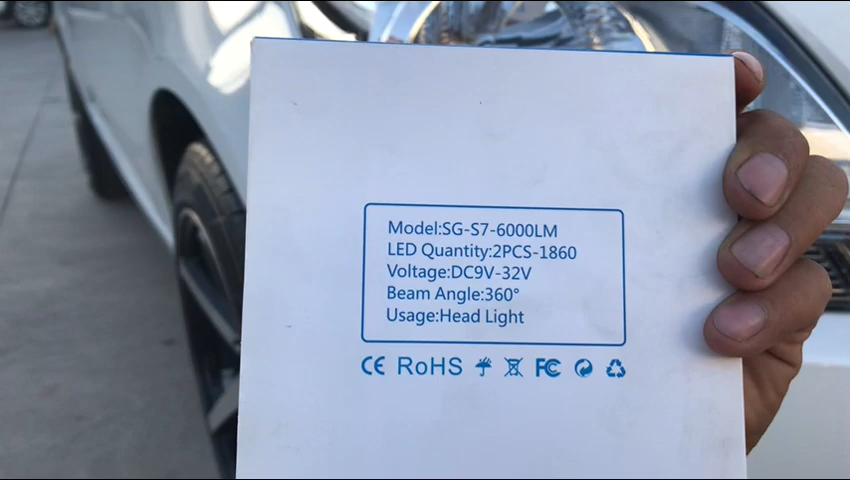 Model:SG-S7-6000LM
LED Quantity:2PCS-1860
Voltage:DC9V-32V
Beam Angle:360°
Usage:Head Light
CE RoHS FC